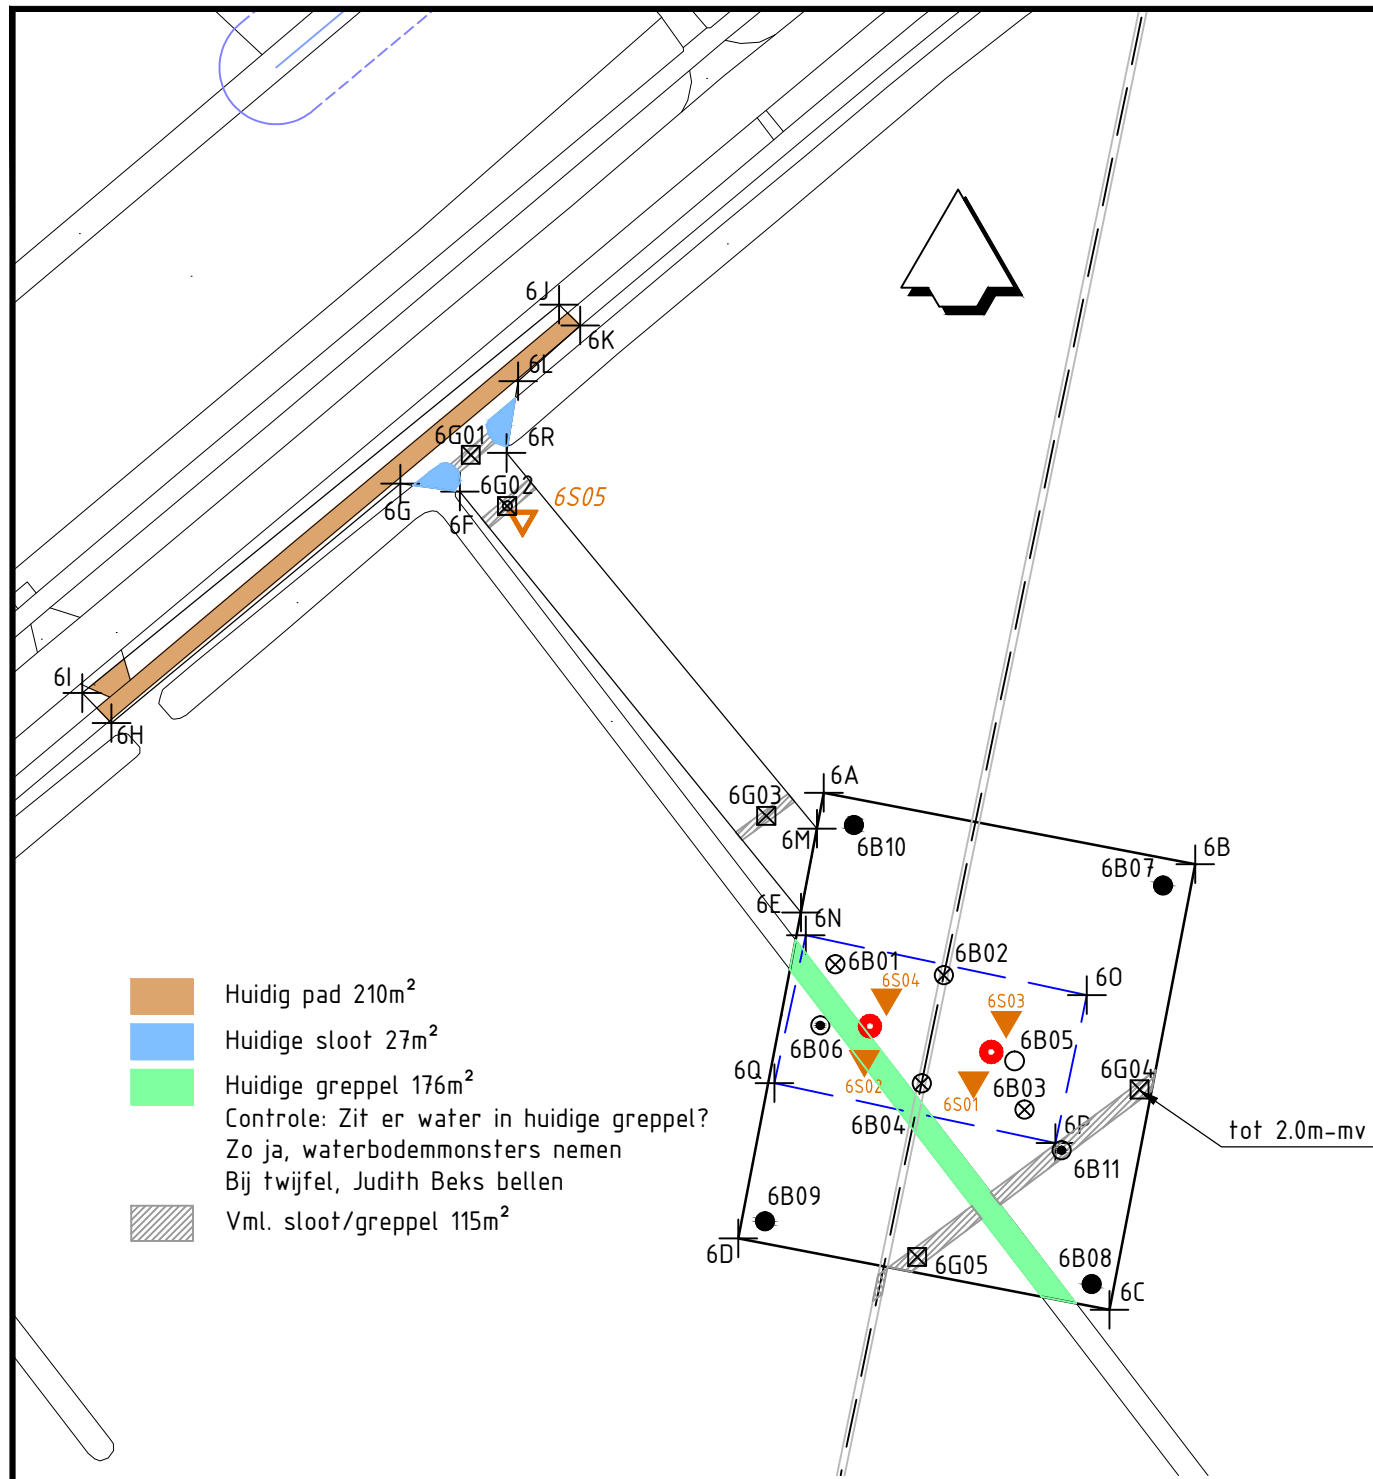 6J
6K
6L
6G01
6R
6G02
6S05
6G
6F
6I
6H
6G03
6A
6M
6B10
6B
6B07
6E
6N
6B01
6B02
6S04
6O
6S03
6B06
6B05
6Q
6S02
6S01
6B03
6G04
6B04
6P
6B11
tot 2.0m-mv
6B09
6D
6G05
6B08
6C
Huidig pad 210m²
Huidige sloot 27m²
Huidige greppel 176m²
Controle: Zit er water in huidige greppel?
Zo ja, waterbodemmonsters nemen
Bij twijfel, Judith Beks bellen
Vml. sloot/greppel 115m²